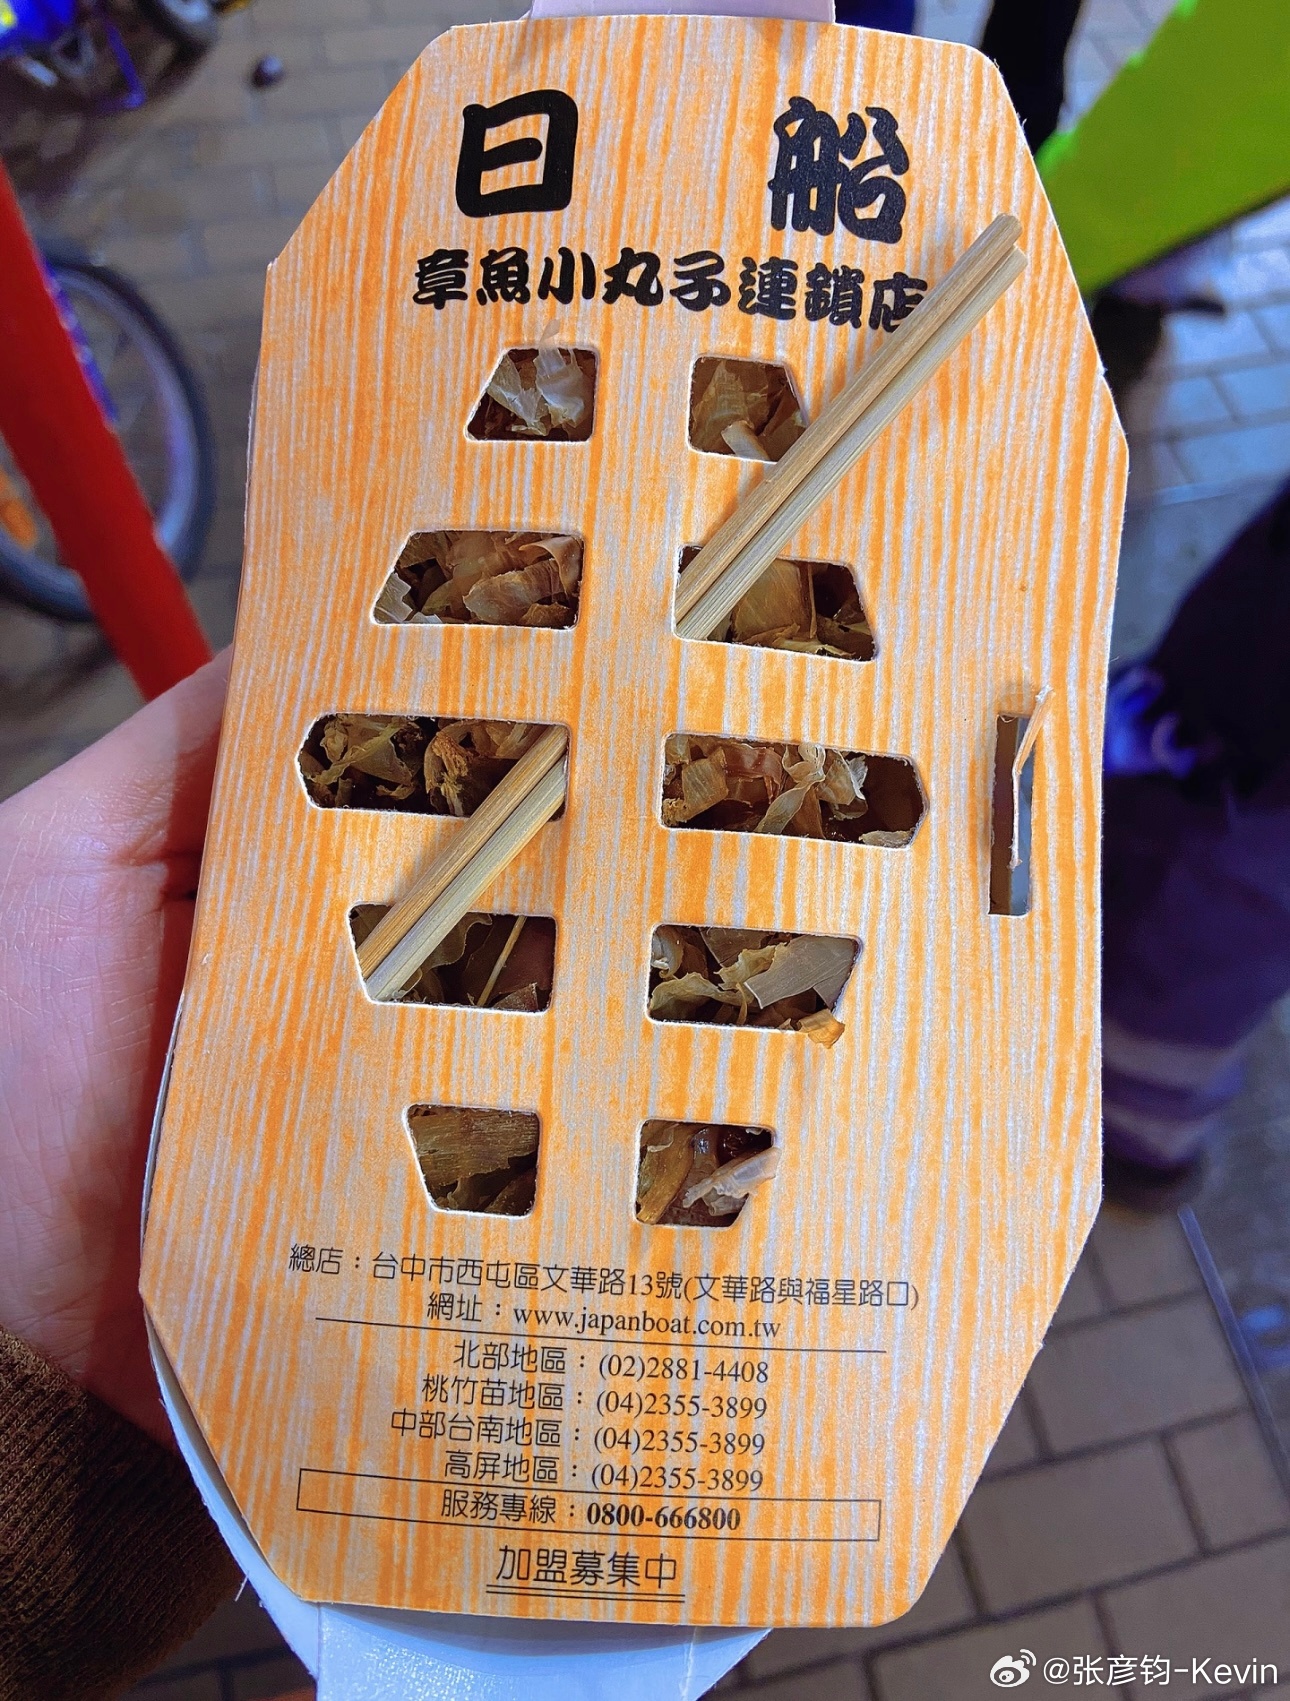 日船
章魚小丸子連鎖店
總店：台中市西屯區文華路13號(文華路與福星路口)
網址：www.japanboat.com.tw
北部地區：(02)2881-4408
桃竹苗地區：(04)2355-3899
中部台南地區：(04)2355-3899
高屏地區：(04)2355-3899
服務專線：0800-666800
加盟募集中
@张彦钧-Kevin